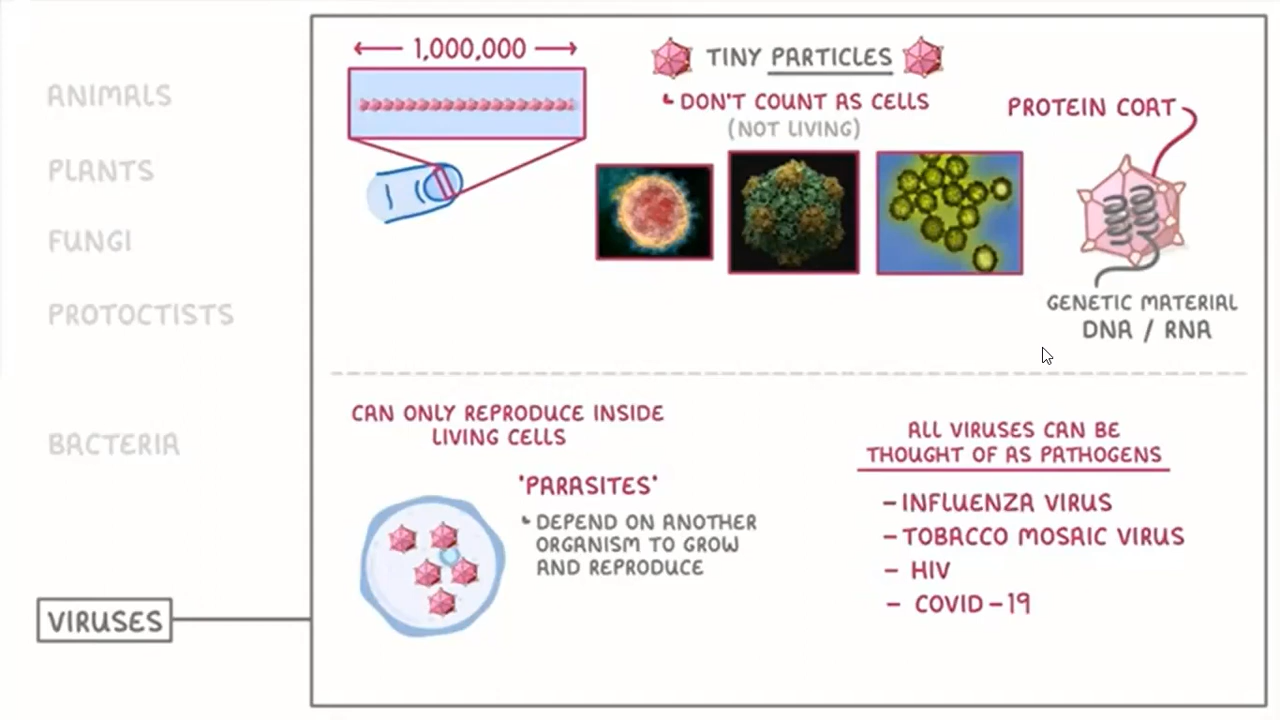 ANIMALS
PLANTS
FUNGI
PROTOCTISTS
BACTERIA
VIRUSES
1,000,000
TINY PARTICLES
DON'T COUNT AS CELLS
(NOT LIVING)
PROTEIN COAT
GENETIC MATERIAL
DNA / RNA
CAN ONLY REPRODUCE INSIDE
LIVING CELLS
'PARASITES'
DEPEND ON ANOTHER
ORGANISM TO GROW
AND REPRODUCE
ALL VIRUSES CAN BE
THOUGHT OF AS PATHOGENS
- INFLUENZA VIRUS
- TOBACCO MOSAIC VIRUS
- HIV
- COVID-19